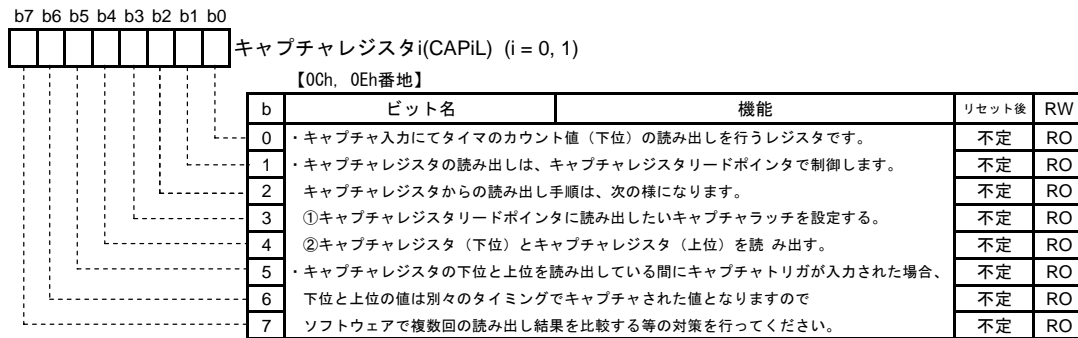 b7 b6 b5 b4 b3 b2 b1 b0
キャプチャレジスタi(CAPiL) (i = 0, 1)
【0Ch, 0Eh番地】
b ビット名 機能 リセット後 RW
0 ・キャプチャ入力にてタイマのカウント値（下位）の読み出しを行うレジスタです。 不定 RO
1 ・キャプチャレジスタの読み出しは、キャプチャレジスタリードポインタで制御します。 不定 RO
2 キャプチャレジスタからの読み出し手順は、次の様になります。 不定 RO
3 ①キャプチャレジスタリードポインタに読み出したいキャプチャラッチを設定する。 不定 RO
4 ②キャプチャレジスタ（下位）とキャプチャレジスタ（上位）を読 み出す。 不定 RO
5 ・キャプチャレジスタの下位と上位を読み出している間にキャプチャトリガが入力された場合、 不定 RO
6 下位と上位の値は別々のタイミングでキャプチャされた値となりますので 不定 RO
7 ソフトウェアで複数回の読み出し結果を比較する等の対策を行ってください。 不定 RO